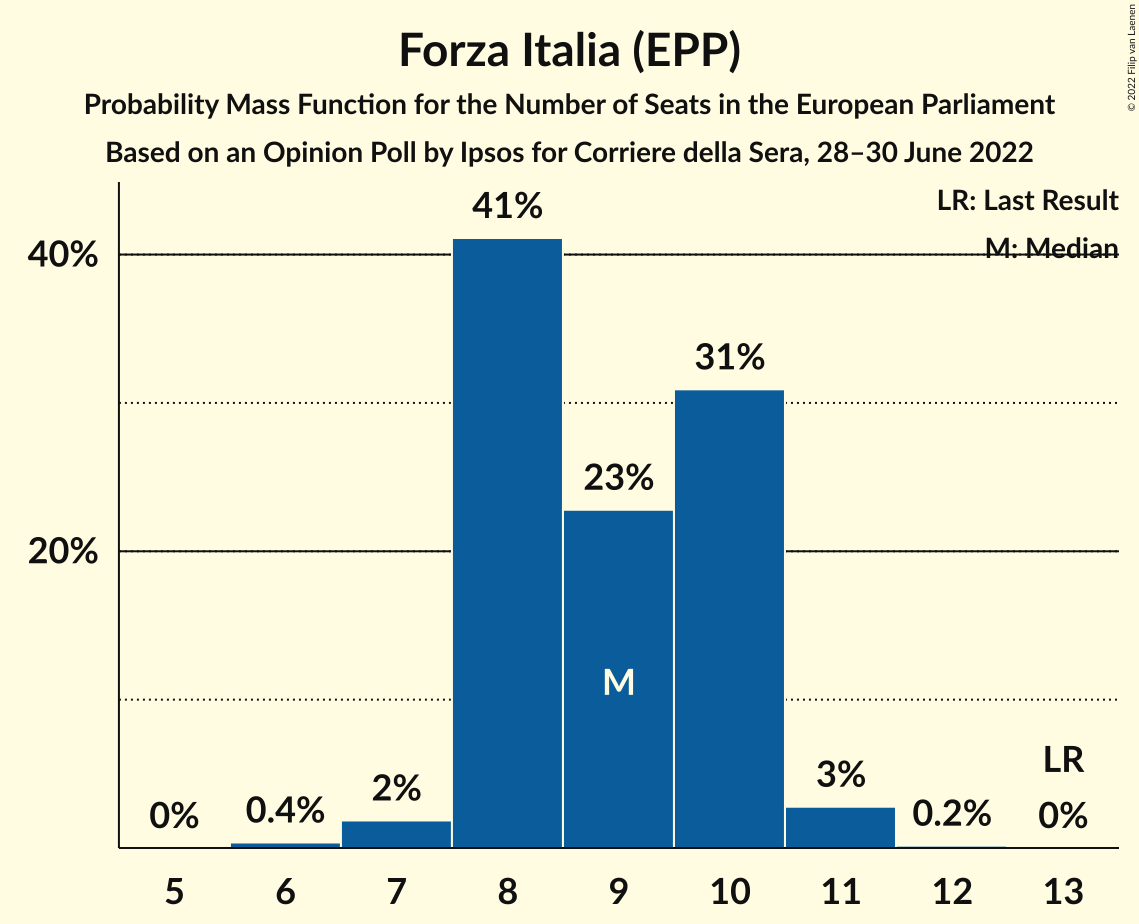 © 2022 Filip van Laenen
Forza Italia (EPP)
Probability Mass Function for the Number of Seats in the European Parliament
Based on an Opinion Poll by Ipsos for Corriere della Sera, 28–30 June 2022
LR: Last Result
M: Median
40%
20%
0%
0.4%
2%
41%
23%
31%
3%
0.2%
LR
0%
M
5 6 7 8 9 10 11 12 13